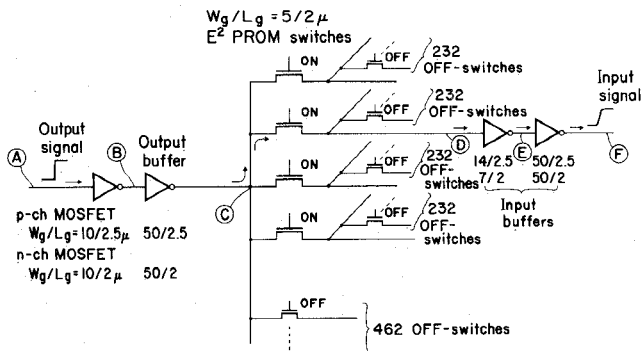 Wg/Lg = 5/2μ
E² PROM switches
ON
OFF
232
OFF-switches
Input
signal
ON
OFF
232
OFF-switches
Output
signal
Output
buffer
A
B
C
D
E
F
14/2.5
50/2.5
7/2
50/2
Input
buffers
ON
OFF
232
OFF-
switches
ON
OFF
232
OFF-
switches
p-ch MOSFET
Wg/Lg=10/2.5μ 50/2.5
n-ch MOSFET
Wg/Lg=10/2μ 50/2
OFF
462 OFF-switches